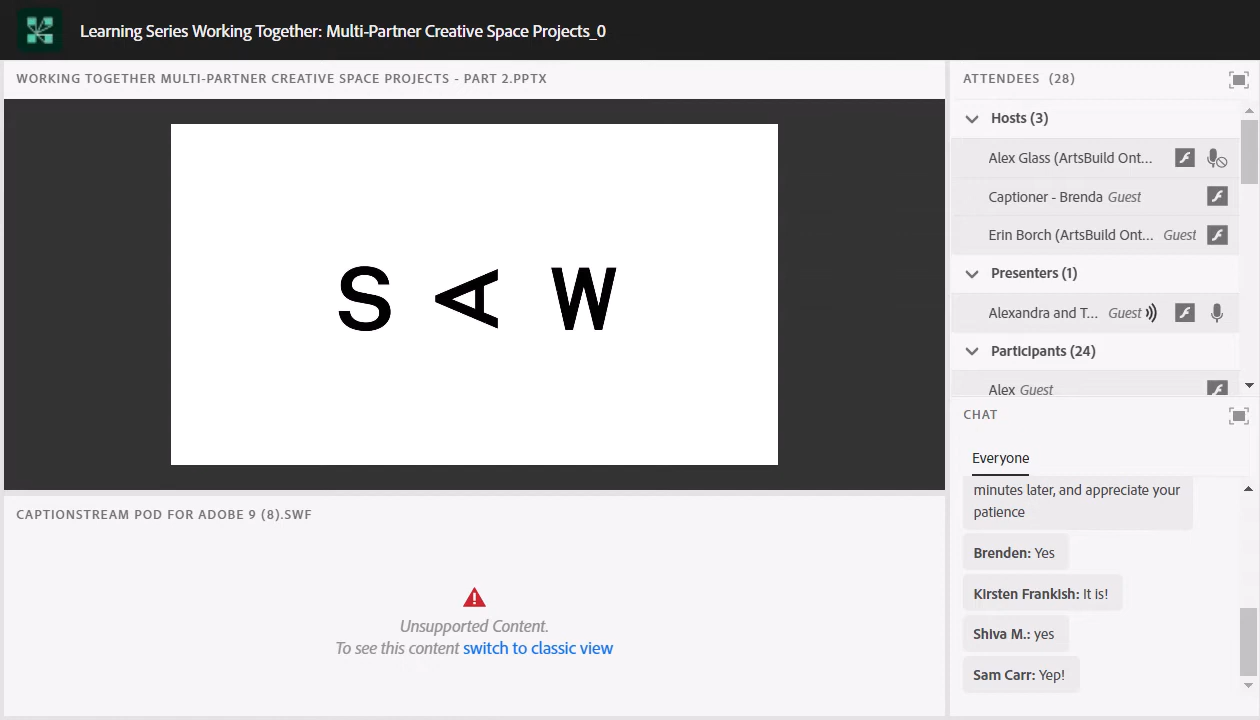 Learning Series Working Together: Multi-Partner Creative Space Projects_0
WORKING TOGETHER MULTI-PARTNER CREATIVE SPACE PROJECTS - PART 2.PPTX
S A W
CAPTIONSTREAM POD FOR ADOBE 9 (8).SWF
Unsupported Content.
To see this content switch to classic view
ATTENDEES (28)
Hosts (3)
Alex Glass (ArtsBuild Ont...
Captioner - Brenda Guest
Erin Borch (ArtsBuild Ont... Guest
Presenters (1)
Alexandra and T... Guest
Participants (24)
Alex Guest
CHAT
Everyone
minutes later, and appreciate your
patience
Brenden: Yes
Kirsten Frankish: It is!
Shiva M.: yes
Sam Carr: Yep!